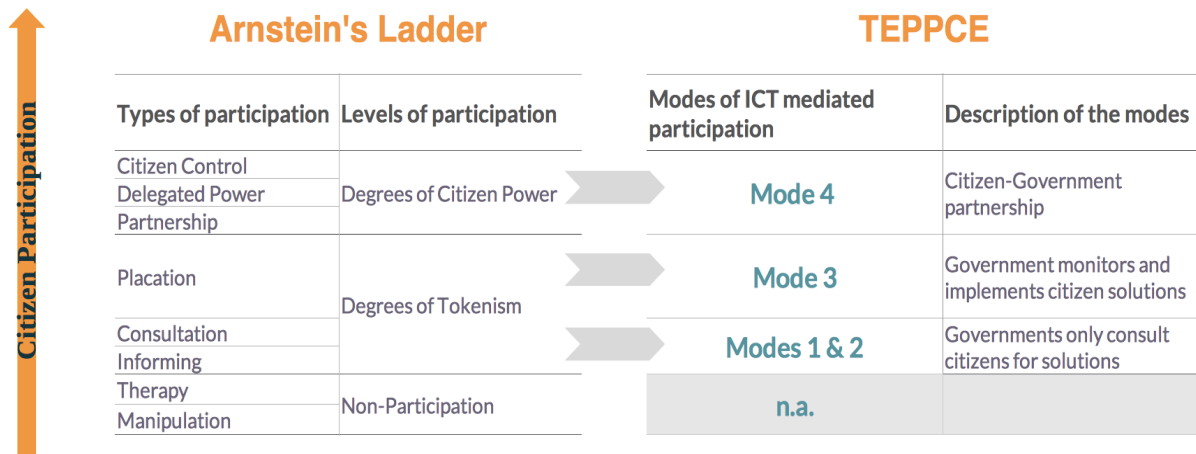 Arnstein's Ladder
TEPPCE
Citizen Participation
Types of participation
Levels of participation
Modes of ICT mediated
participation
Description of the modes
Citizen Control
Delegated Power
Partnership
Degrees of Citizen Power
Mode 4
Citizen-Government
partnership
Placation
Degrees of Tokenism
Mode 3
Government monitors and
implements citizen solutions
Consultation
Informing
Modes 1 & 2
Governments only consult
citizens for solutions
Therapy
Manipulation
Non-Participation
n.a.